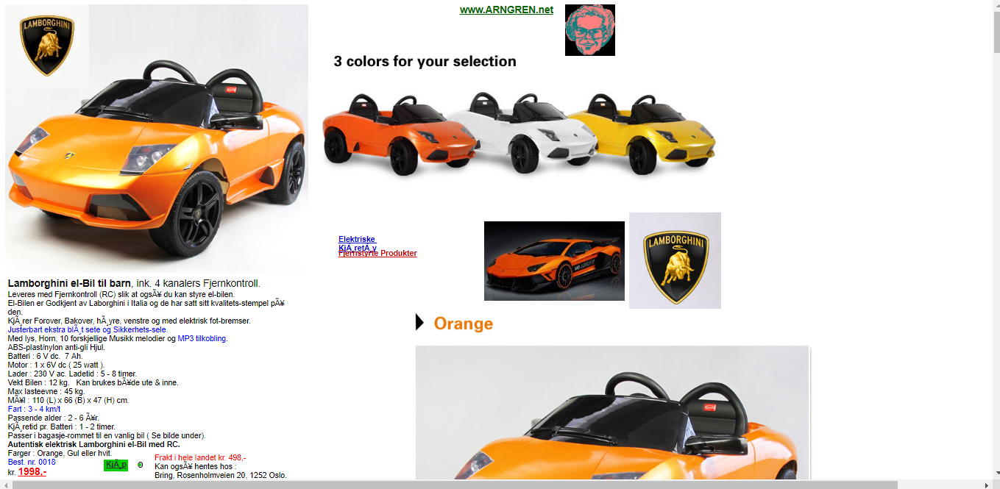 LAMBORGHINI
www.ARNGREN.net
3 colors for your selection
Elektriske
KjÃ¸retÃ¸y
Fjernstyrte Produkter
LAMBORGHINI
Lamborghini el-Bil til barn, ink. 4 kanalers Fjernkontroll.
Leveres med Fjernkontroll (RC) slik at ogsÃ¥ du kan styre el-bilen.
El-Bilen er Godkjent av Laborghini i Italia og de har satt sitt kvalitets-stempel pÃ¥
den.
KjÃ¸rer Forover, Bakover, hÃ¸yre, venstre og med elektrisk fot-bremser.
Justerbart ekstra blÃ¸t sete og Sikkerhets-sele.
Med lys, Horn, 10 forskjellige Musikk melodier og MP3 tilkobling.
ABS-plast/nylon anti-gli Hjul.
Batteri : 6 V dc. 7 Ah.
Motor : 1 x 6V dc ( 25 watt ).
Lader : 230 V ac. Ladetid : 5 - 8 timer.
Vekt Bilen : 12 kg. Kan brukes bÃ¥de ute & inne.
Max lasteevne : 45 kg.
MÃ¥l : 110 (L) x 66 (B) x 47 (H) cm.
Fart : 3 - 4 km/t
Passende alder : 2 - 6 Ã¥r.
KjÃ¸retid pr. Batteri : 1 - 2 timer.
Passer i bagasje-rommet til en vanlig bil ( Se bilde under).
Autentisk elektrisk Lamborghini el-Bil med RC.
Farger : Orange, Gul eller hvit.
Best. nr. 0018
kr. 1998,-
KjÃ¸p
Frakt i hele landet kr. 498,-
Kan ogsÃ¥ hentes hos :
Bring, Rosenholmveien 20, 1252 Oslo.
Orange